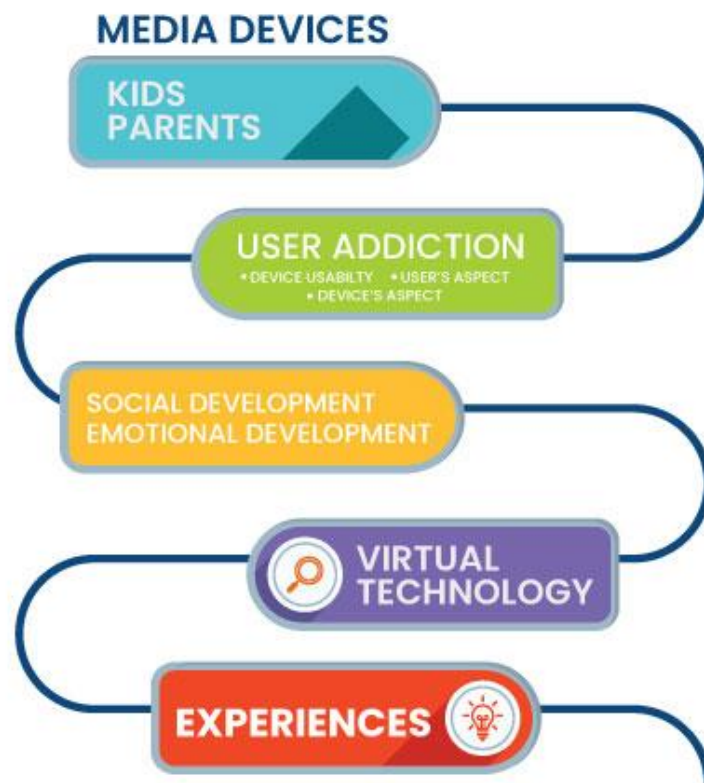 MEDIA DEVICES
KIDS
PARENTS
USER ADDICTION
• DEVICE USABILTY • USER'S ASPECT
• DEVICE'S ASPECT
SOCIAL DEVELOPMENT
EMOTIONAL DEVELOPMENT
VIRTUAL
TECHNOLOGY
EXPERIENCES